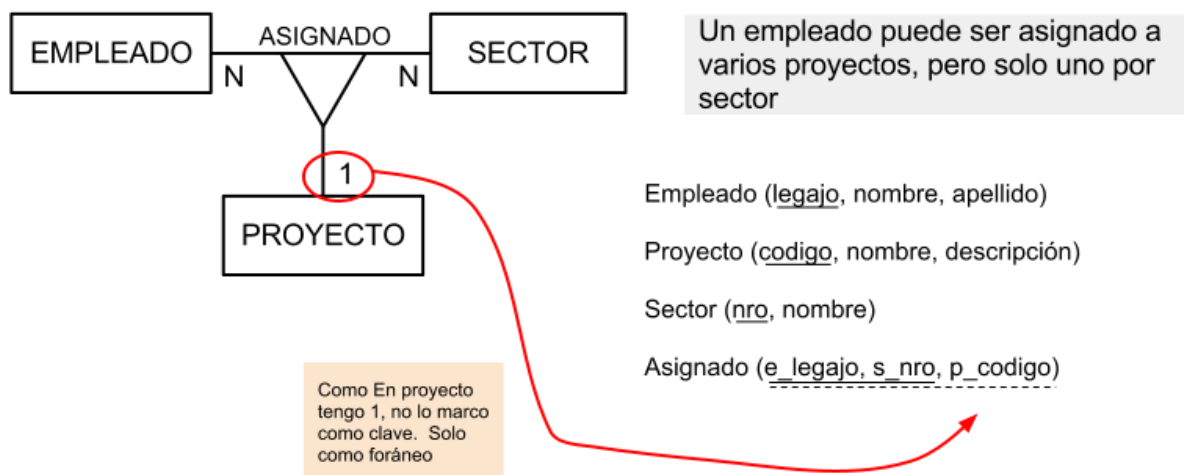 EMPLEADO
ASIGNADO
SECTOR
N
N
1
PROYECTO
Un empleado puede ser asignado a
varios proyectos, pero solo uno por
sector
Empleado (legajo, nombre, apellido)
Proyecto (codigo, nombre, descripción)
Sector (nro, nombre)
Asignado (e_legajo, s_nro, p_codigo)
Como En proyecto
tengo 1, no lo marco
como clave. Solo
como foráneo